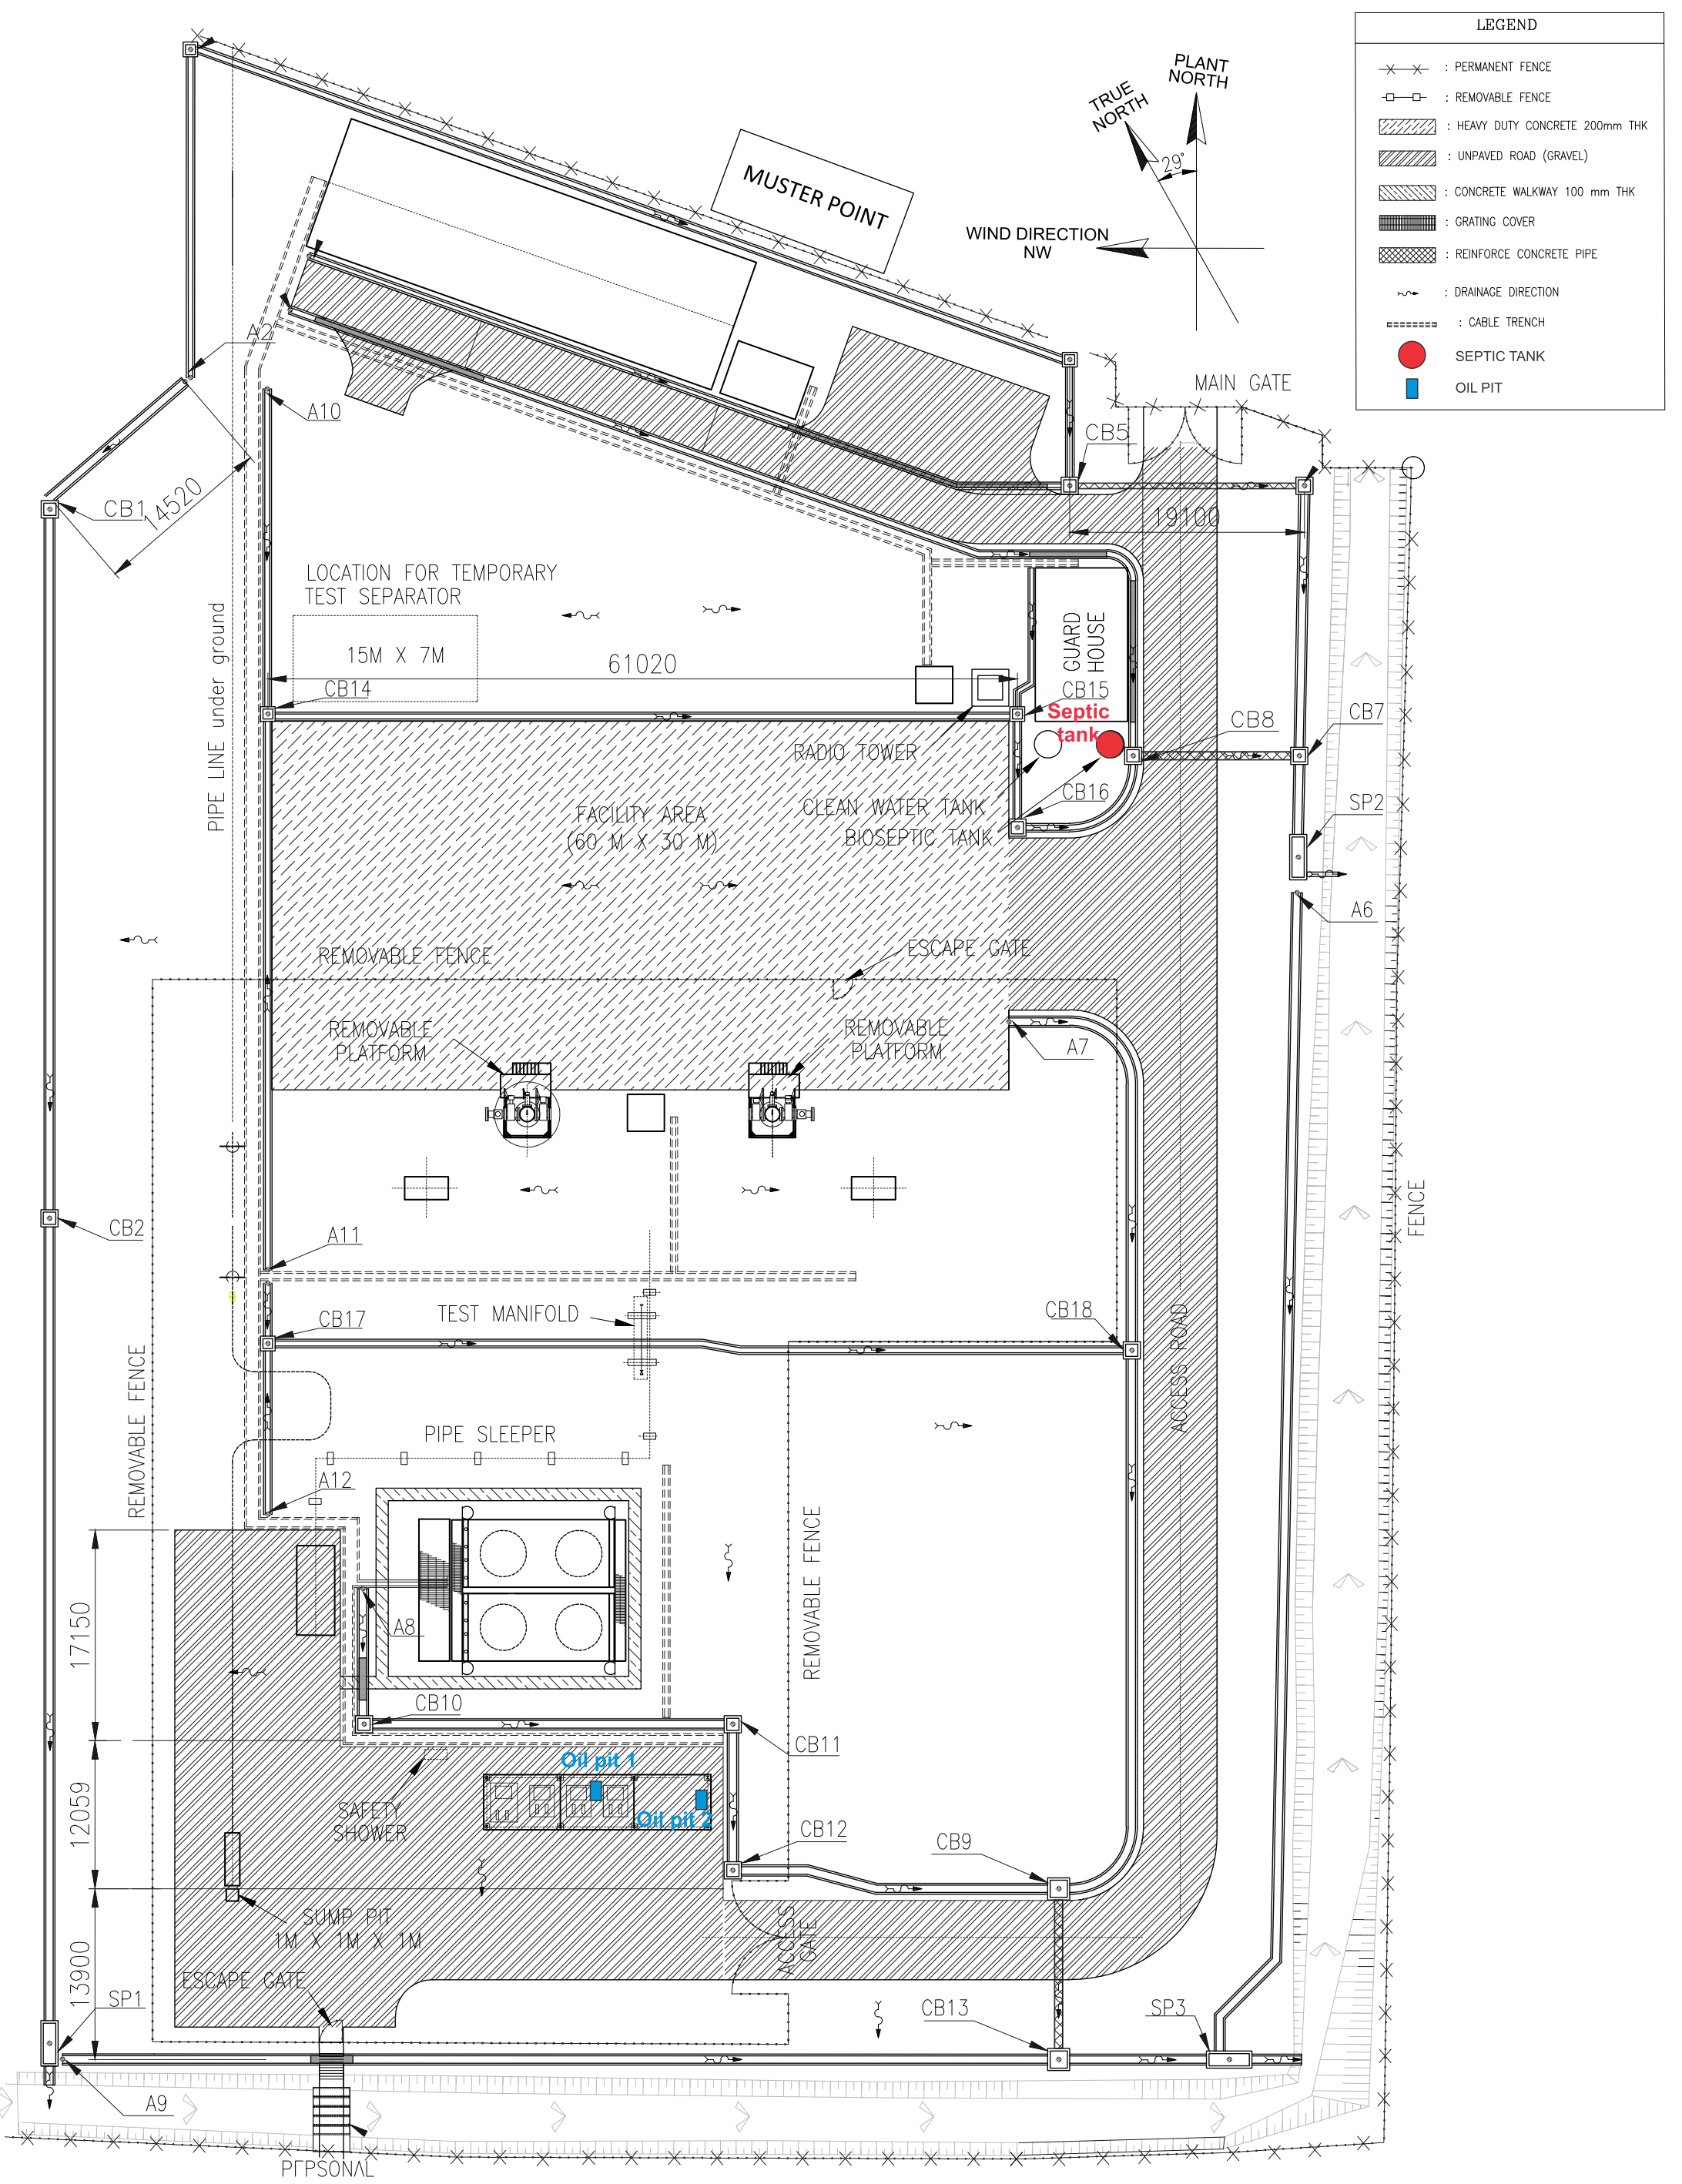 LEGEND
: PERMANENT FENCE
: REMOVABLE FENCE
: HEAVY DUTY CONCRETE 200mm THK
: UNPAVED ROAD (GRAVEL)
: CONCRETE WALKWAY 100 mm THK
: GRATING COVER
: REINFORCE CONCRETE PIPE
: DRAINAGE DIRECTION
: CABLE TRENCH
SEPTIC TANK
OIL PIT
PLANT
NORTH
TRUE
NORTH
29°
WIND DIRECTION
NW
MUSTER POINT
A2
MAIN GATE
A10
CB5
CB1
14520
19100
LOCATION FOR TEMPORARY
TEST SEPARATOR
15M X 7M
PIPE LINE under ground
61020
GUARD
HOUSE
CB14
CB15
Septic
tank
CB8
CB7
RADIO TOWER
CB16
SP2
CLEAN WATER TANK
BIOSEPTIC TANK
FACILITY AREA
(60 M X 30 M)
A6
REMOVABLE FENCE
ESCAPE GATE
REMOVABLE
PLATFORM
REMOVABLE
PLATFORM
A7
CB2
A11
FENCE
TEST MANIFOLD
CB17
CB18
ACCESS ROAD
REMOVABLE FENCE
PIPE SLEEPER
A12
REMOVABLE FENCE
17150
A8
CB10
CB11
Oil pit 1
Oil pit 2
12059
SAFETY
SHOWER
CB12
CB9
SUMP PIT
1M X 1M X 1M
ACCESS
GATE
13900
ESCAPE GATE
SP1
CB13
SP3
A9